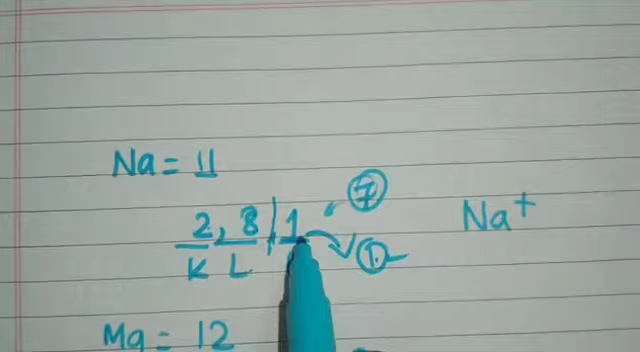 Na = 11
7
2, 8 1 Na+
1
K L
Mg = 12